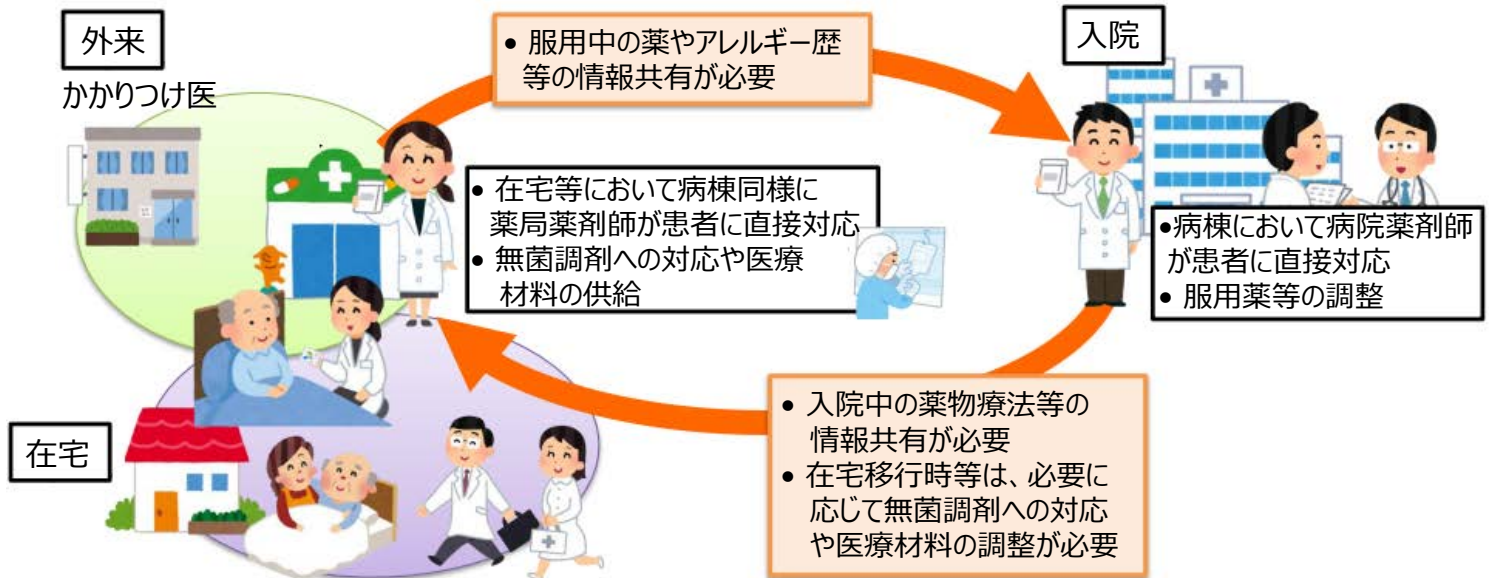 外来
かかりつけ医
• 服用中の薬やアレルギー歴
等の情報共有が必要
入院
• 在宅等において病棟同様に
薬局薬剤師が患者に直接対応
• 無菌調剤への対応や医療
材料の供給
•病棟において病院薬剤師
が患者に直接対応
• 服用薬等の調整
在宅
• 入院中の薬物療法等の
情報共有が必要
• 在宅移行時等は、必要に
応じて無菌調剤への対応
や医療材料の調整が必要